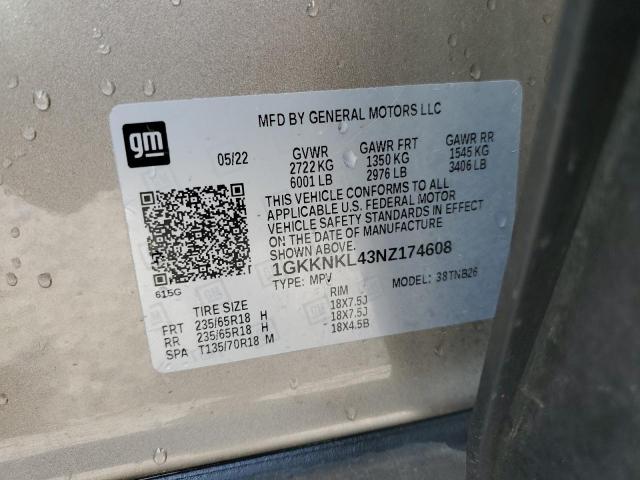 MFD BY GENERAL MOTORS LLC
gm
05/22
GVWR GAWR FRT GAWR RR
2722 KG 1350 KG 1545 KG
6001 LB 2976 LB 3406 LB
THIS VEHICLE CONFORMS TO ALL
APPLICABLE U.S. FEDERAL MOTOR
VEHICLE SAFETY STANDARDS IN EFFECT
ON THE DATE OF MANUFACTURE
SHOWN ABOVE.
1GKKNKL43NZ174608
TYPE: MPV MODEL: 38TNB26
615G
TIRE SIZE RIM
FRT 235/65R18 H 18X7.5J
RR 235/65R18 H 18X7.5J
SPA T135/70R18 M 18X4.5B